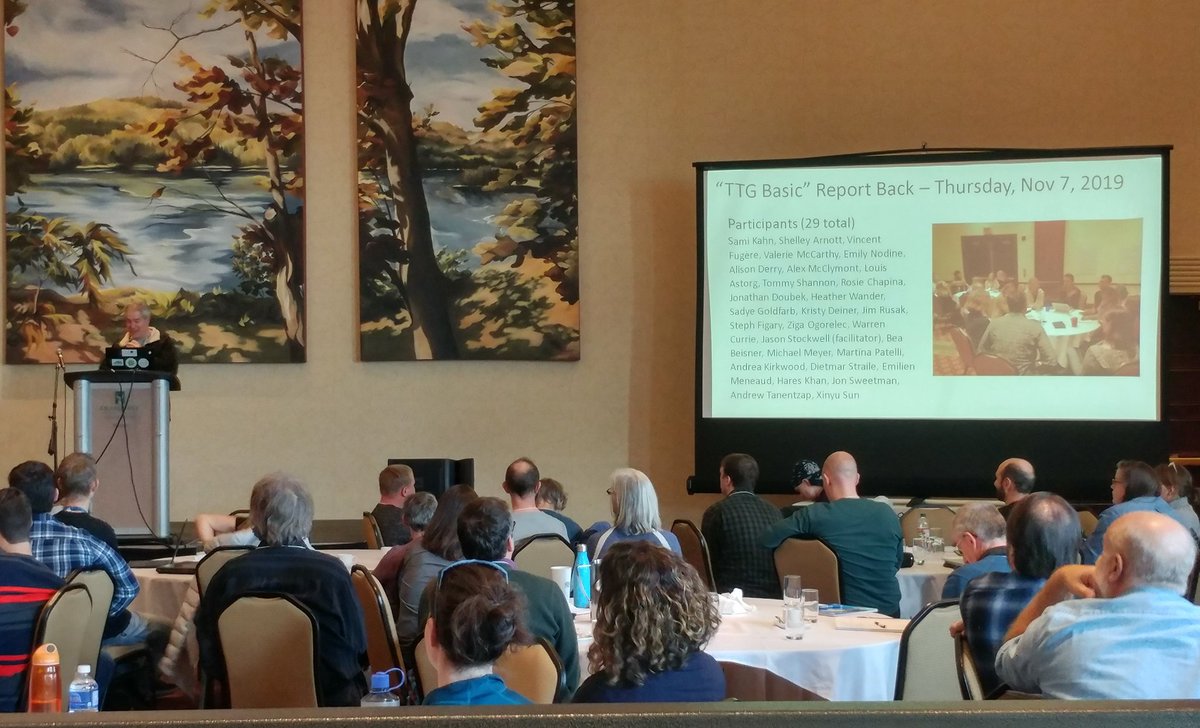 “TTG Basic” Report Back – Thursday, Nov 7, 2019
Participants (29 total)
Sami Kahn, Shelley Arnott, Vincent
Fugere, Valerie McCarthy, Emily Nodine,
Alison Derry, Alex McClymont, Louis
Astorg, Tommy Shannon, Rosie Chapina,
Jonathan Doubek, Heather Wander,
Sadye Goldfarb, Kristy Deiner, Jim Rusak,
Steph Figary, Ziga Ogorelec, Warren
Currie, Jason Stockwell (facilitator), Bea
Beisner, Michael Meyer, Martina Patelli,
Andrea Kirkwood, Dietmar Straile, Emilien
Meneaud, Hares Khan, Jon Sweetman,
Andrew Tanentzap, Xinyu Sun